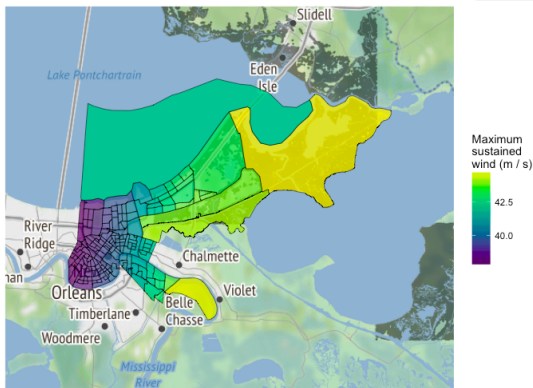 Slidell
Eden
Isle
Lake Pontchartrain
Maximum
sustained
wind (m / s)
42.5
40.0
River
Ridge
nan
Chalmette
Orleans
Violet
Belle
Chasse
Timberlane
Woodmere
Mississippi
River